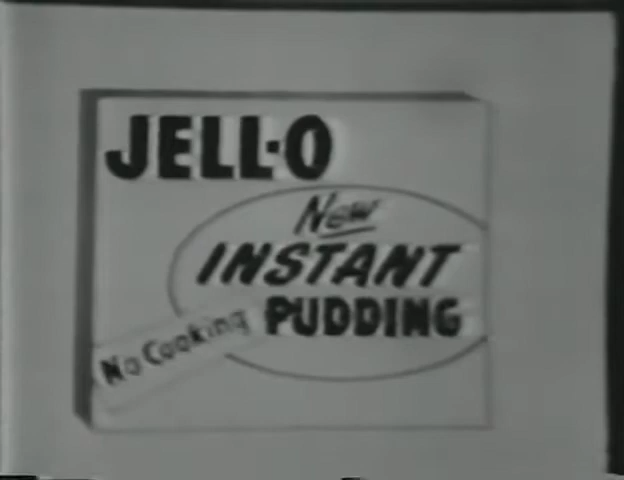 JELL-O
New
INSTANT
PUDDING
No Cooking